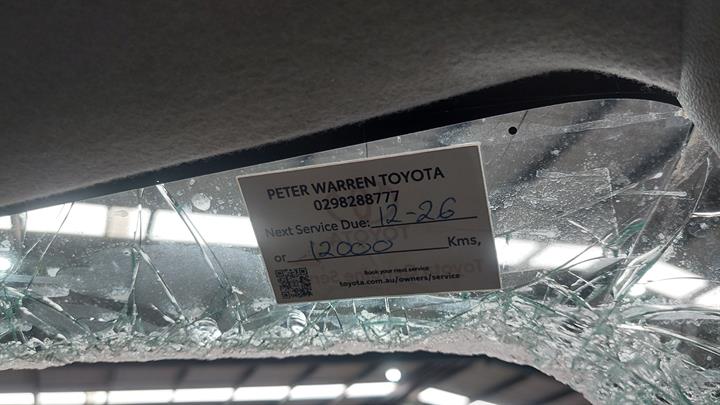 PETER WARREN TOYOTA
0298288777
Next Service Due: 12-26
or 12000 Kms,
Book your next service
toyota.com.au/owners/service